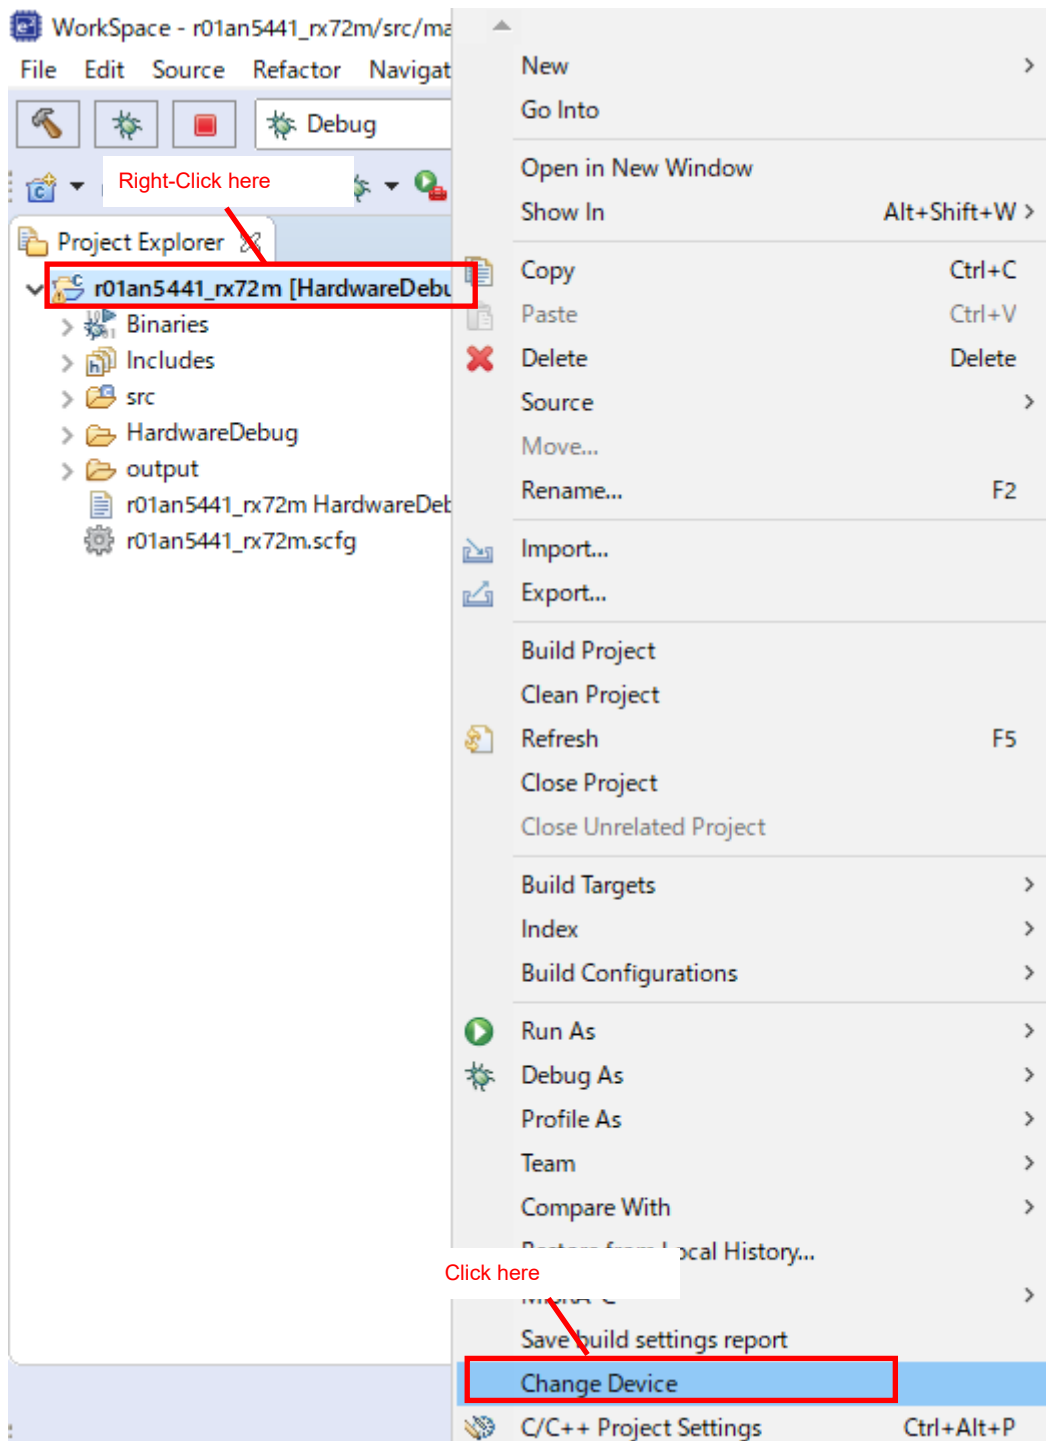 WorkSpace - r01an5441_rx72m/src/ma
File Edit Source Refactor Navigat
Debug
Right-Click here
Project Explorer
r01an5441_rx72m [HardwareDebu
Binaries
Includes
src
HardwareDebug
output
r01an5441_rx72m HardwareDeb
r01an5441_rx72m.scfg
New
Go Into
Open in New Window
Show In Alt+Shift+W
Copy Ctrl+C
Paste Ctrl+V
Delete Delete
Source
Move...
Rename... F2
Import...
Export...
Build Project
Clean Project
Refresh F5
Close Project
Close Unrelated Project
Build Targets
Index
Build Configurations
Run As
Debug As
Profile As
Team
Compare With
Local History...
Click here
Save build settings report
Change Device
C/C++ Project Settings Ctrl+Alt+P